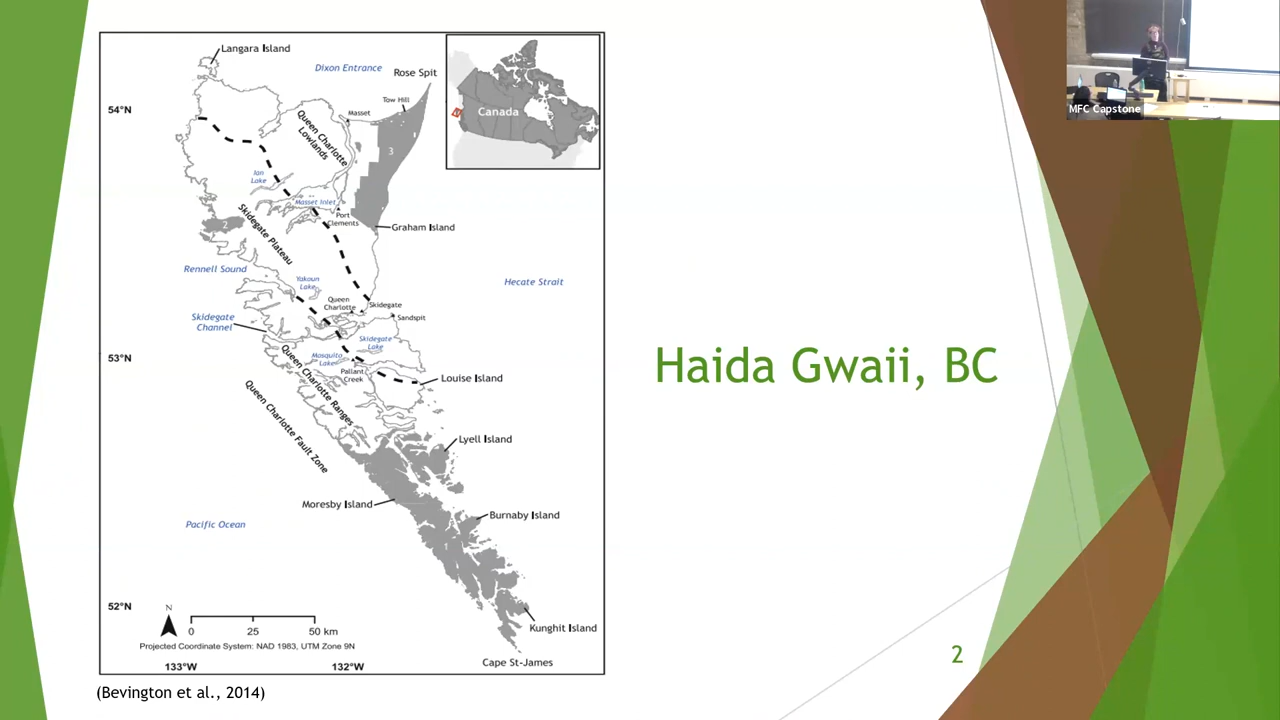 Langara Island
Dixon Entrance
Rose Spit
54°N
Tow Hill
Masset
Queen Charlotte
Lowlands
3
Canada
Ian
Lake
Masset Inlet
Port
Clements
Graham Island
2
Skidegate Plateau
Rennell Sound
Yakoun
Lake
Hecate Strait
Queen
Charlotte
Skidegate
Sandspit
Skidegate
Channel
Skidegate
Lake
53°N
Mosquito
Lake
Pallant
Creek
Louise Island
Queen Charlotte Ranges
Queen Charlotte Fault Zone
Lyell Island
Moresby Island
Burnaby Island
Pacific Ocean
52°N
N
0 25 50 km
Kunghit Island
Projected Coordinate System: NAD 1983, UTM Zone 9N
133°W
132°W
Cape St-James
(Bevington et al., 2014)
Haida Gwaii, BC
2
MFC Capstone